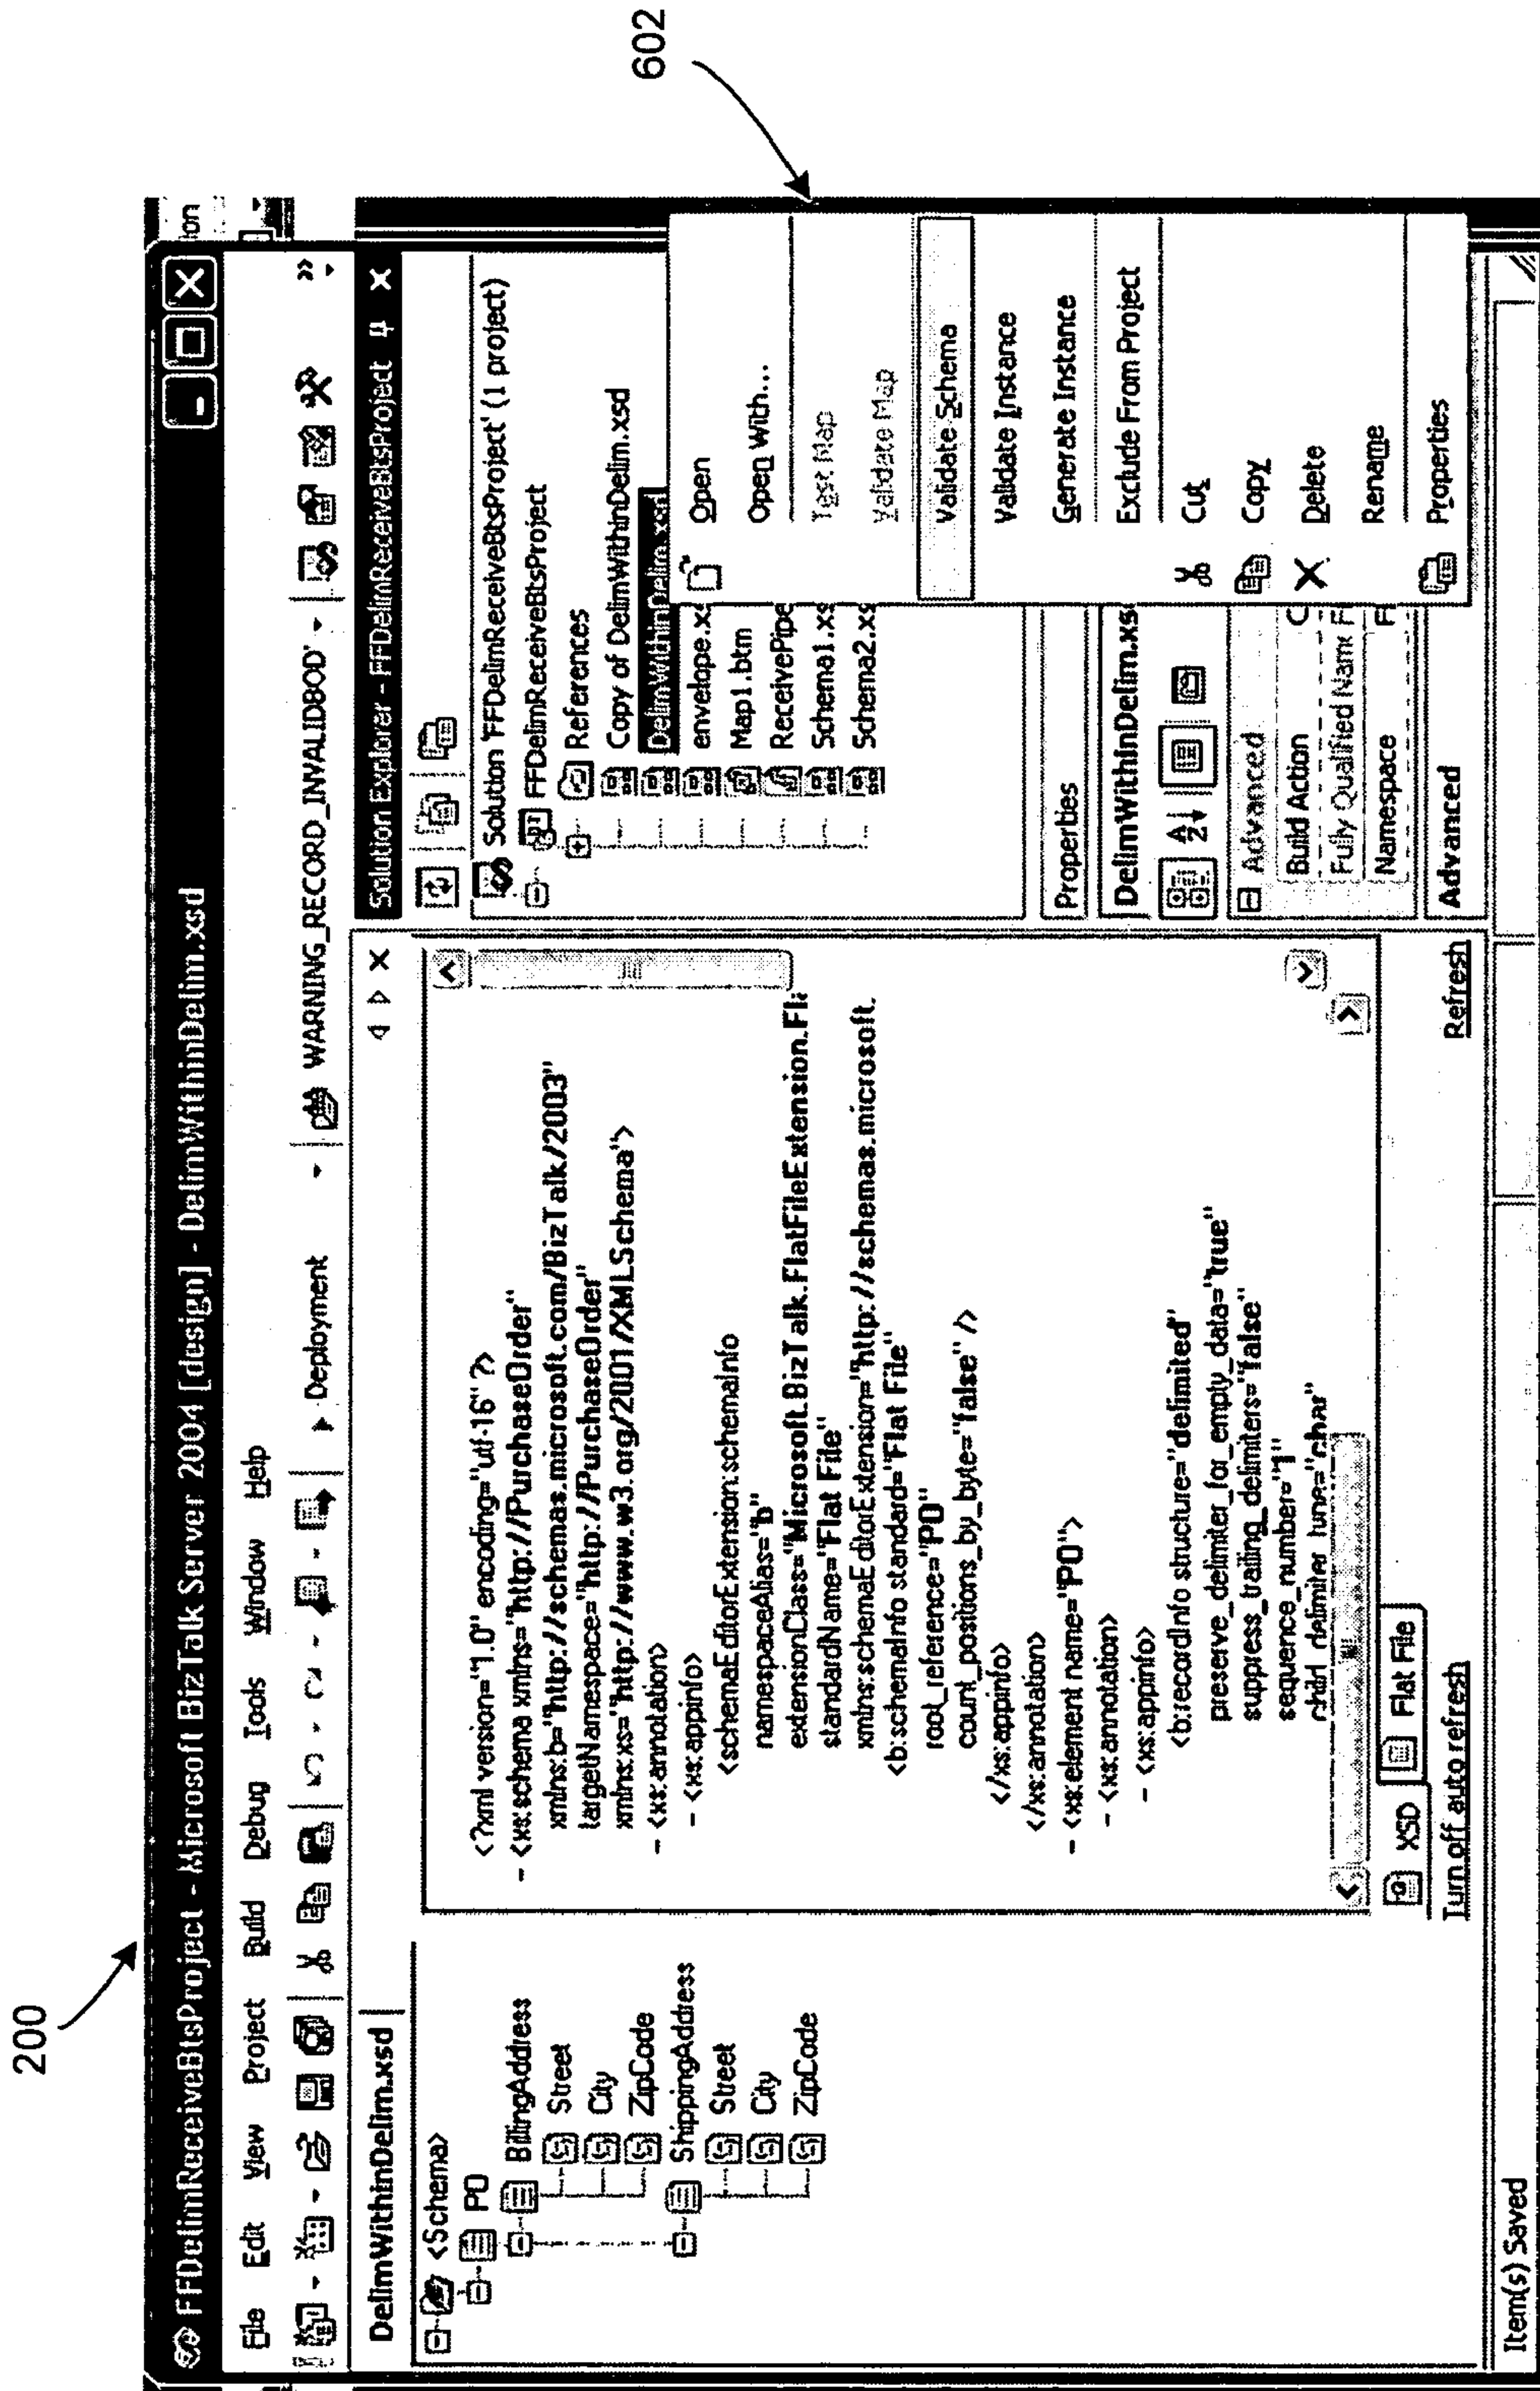 200
602
FFDelimReceiveBtsProject - Microsoft BizTalk Server 2004 [design] - DelimWithinDelim.xsd
File Edit View Project Build Debug Tools Window Help
Deployment WARNING_RECORD_INVALIDBOD'
DelimWithinDelim.xsd
<Schema>
PO
BillingAddress
Street
City
ZipCode
ShippingAddress
Street
City
ZipCode
<?xml version="1.0" encoding="utf-16" ?>
- <xs:schema xmlns="http://PurchaseOrder"
xmlns:b="http://schemas.microsoft.com/BizTalk/2003"
targetNamespace="http://PurchaseOrder"
xmlns:xs="http://www.w3.org/2001/XMLSchema">
- <xs:annotation>
- <xs:appinfo>
<schemaEditorExtension:schemaInfo
namespaceAlias="b"
extensionClass="Microsoft.BizTalk.FlatFileExtension.Fla
standardName="Flat File"
xmlns:schemaEditorExtension="http://schemas.microsoft.
<b:schemaInfo standard="Flat File"
root_reference="PO"
count_positions_by_byte="false" />
</xs:appinfo>
</xs:annotation>
- <xs:element name="PO">
- <xs:annotation>
- <xs:appinfo>
<b:recordInfo structure="delimited"
preserve_delimiter_for_empty_data="true"
suppress_trailing_delimiters="false"
sequence_number="1"
child_delimiter_type="char"
XSD Flat File
Turn off auto refresh Refresh
Solution Explorer - FFDelimReceiveBtsProject
Solution 'FFDelimReceiveBtsProject' (1 project)
FFDelimReceiveBtsProject
References
Copy of DelimWithinDelim.xsd
DelimWithinDelim.xsd
envelope.xs
Map1.btm
ReceivePipe
Schema1.xs
Schema2.xs
Open
Open With...
Test Map
Validate Map
Validate Schema
Validate Instance
Generate Instance
Exclude From Project
Cut
Copy
Delete
Rename
Properties
Properties
DelimWithinDelim.xs
Advanced
Build Action C
Fully Qualified Name F
Namespace F
Advanced
Item(s) Saved